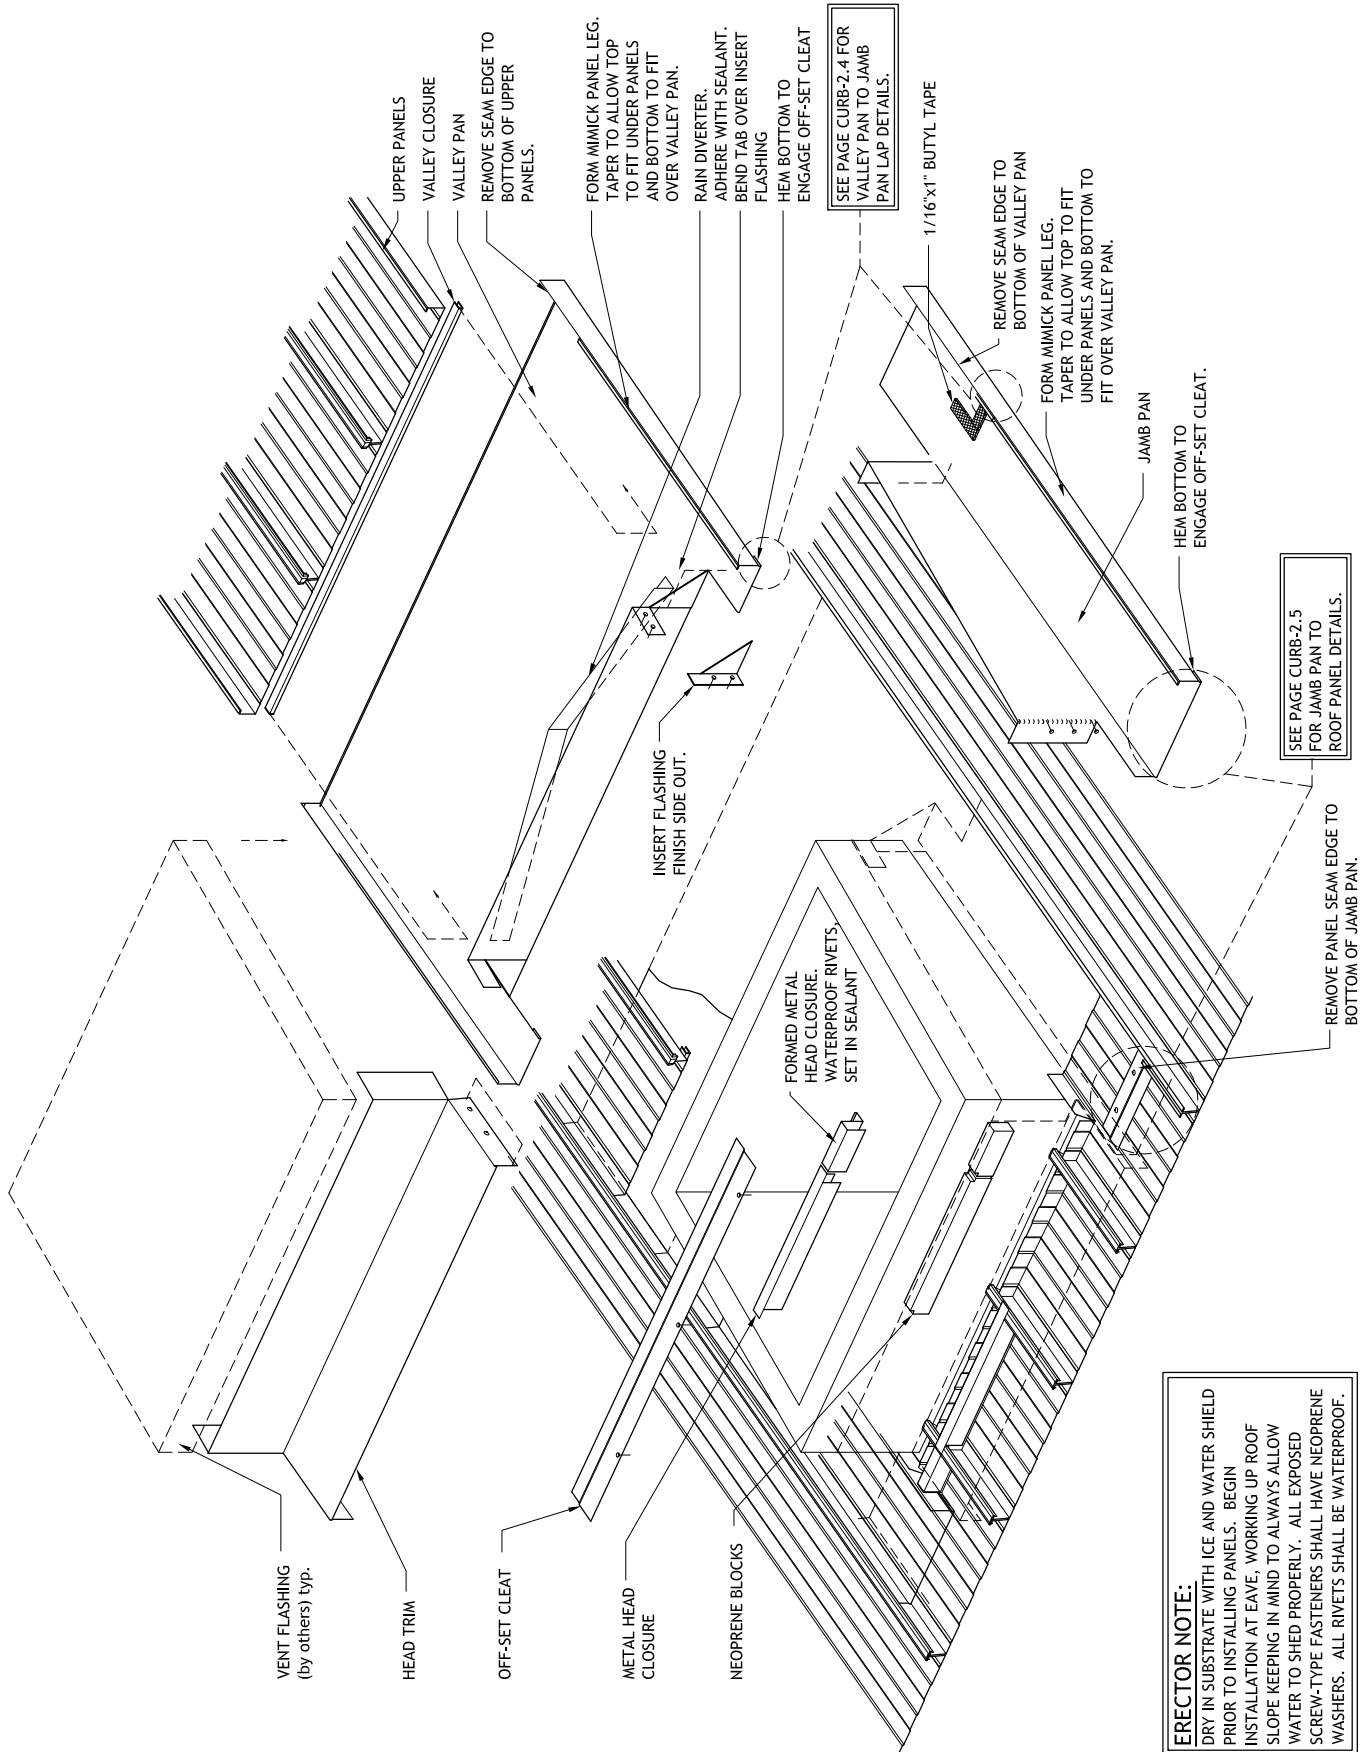 UPPER PANELS
VALLEY CLOSURE
VALLEY PAN
REMOVE SEAM EDGE TO
BOTTOM OF UPPER
PANELS.
FORM MIMICK PANEL LEG.
TAPER TO ALLOW TOP
TO FIT UNDER PANELS
AND BOTTOM TO FIT
OVER VALLEY PAN.
RAIN DIVERTER.
ADHERE WITH SEALANT.
BEND TAB OVER INSERT
FLASHING
HEM BOTTOM TO
ENGAGE OFF-SET CLEAT
SEE PAGE CURB-2.4 FOR
VALLEY PAN TO JAMB
PAN LAP DETAILS.
1/16"x1" BUTYL TAPE
REMOVE SEAM EDGE TO
BOTTOM OF VALLEY PAN
FORM MIMICK PANEL LEG.
TAPER TO ALLOW TOP TO FIT
UNDER PANELS AND BOTTOM TO
FIT OVER VALLEY PAN.
JAMB PAN
HEM BOTTOM TO
ENGAGE OFF-SET CLEAT.
SEE PAGE CURB-2.5
FOR JAMB PAN TO
ROOF PANEL DETAILS.
INSERT FLASHING
FINISH SIDE OUT.
FORMED METAL
HEAD CLOSURE.
WATERPROOF RIVETS,
SET IN SEALANT
REMOVE PANEL SEAM EDGE TO
BOTTOM OF JAMB PAN.
VENT FLASHING
(by others) typ.
HEAD TRIM
OFF-SET CLEAT
METAL HEAD
CLOSURE
NEOPRENE BLOCKS
ERECTOR NOTE:
DRY IN SUBSTRATE WITH ICE AND WATER SHIELD
PRIOR TO INSTALLING PANELS. BEGIN
INSTALLATION AT EAVE, WORKING UP ROOF
SLOPE KEEPING IN MIND TO ALWAYS ALLOW
WATER TO SHED PROPERLY. ALL EXPOSED
SCREW-TYPE FASTENERS SHALL HAVE NEOPRENE
WASHERS. ALL RIVETS SHALL BE WATERPROOF.